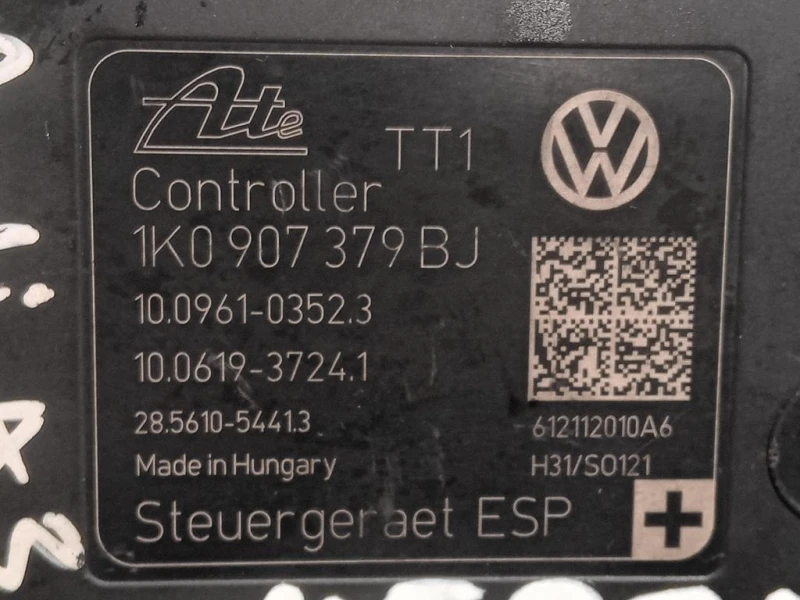 Ate
TT1
Controller
1K0 907 379 BJ
10.0961-0352.3
10.0619-3724.1
28.5610-5441.3
612112010A6
Made in Hungary
H31/SO121
Steuergeraet ESP